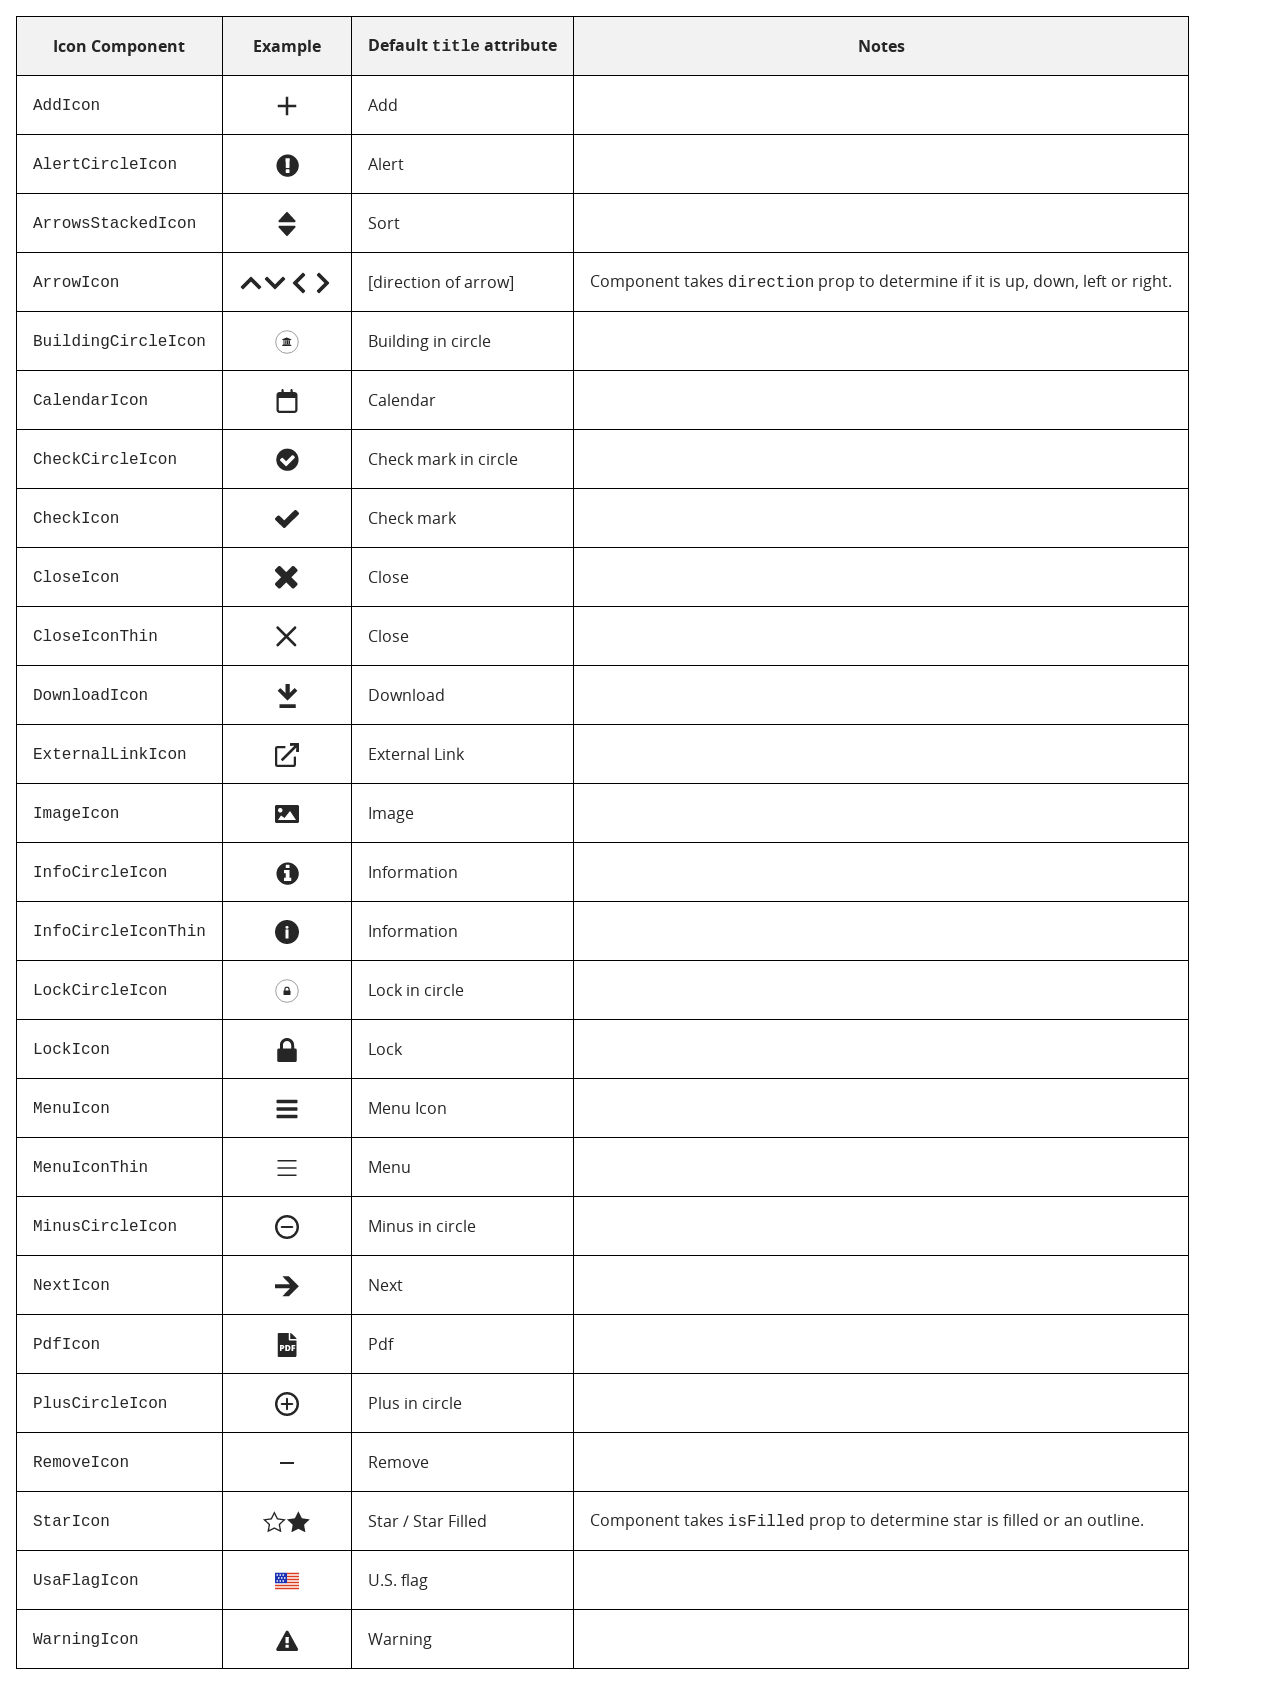 Icon Component Example Default title attribute Notes
AddIcon Add
AlertCircleIcon Alert
ArrowsStackedIcon Sort
ArrowIcon [direction of arrow] Component takes direction prop to determine if it is up, down, left or right.
BuildingCircleIcon Building in circle
CalendarIcon Calendar
CheckCircleIcon Check mark in circle
CheckIcon Check mark
CloseIcon Close
CloseIconThin Close
DownloadIcon Download
ExternalLinkIcon External Link
ImageIcon Image
InfoCircleIcon Information
InfoCircleIconThin Information
LockCircleIcon Lock in circle
LockIcon Lock
MenuIcon Menu Icon
MenuIconThin Menu
MinusCircleIcon Minus in circle
NextIcon Next
PdfIcon PDF Pdf
PlusCircleIcon Plus in circle
RemoveIcon Remove
StarIcon Star / Star Filled Component takes isFilled prop to determine star is filled or an outline.
UsaFlagIcon U.S. flag
WarningIcon Warning